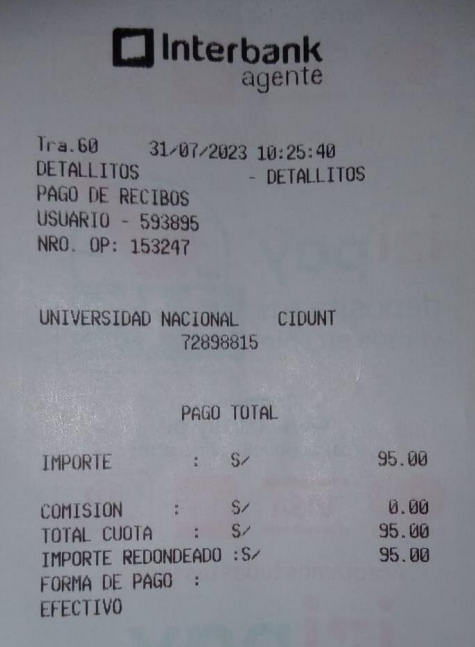 Interbank
agente
Tra.60 31/07/2023 10:25:40
DETALLITOS - DETALLITOS
PAGO DE RECIBOS
USUARIO - 593895
NRO. OP: 153247
UNIVERSIDAD NACIONAL CIDUNT
72898815
PAGO TOTAL
IMPORTE : S/ 95.00
COMISION : S/ 0.00
TOTAL CUOTA : S/ 95.00
IMPORTE REDONDEADO :S/ 95.00
FORMA DE PAGO :
EFECTIVO